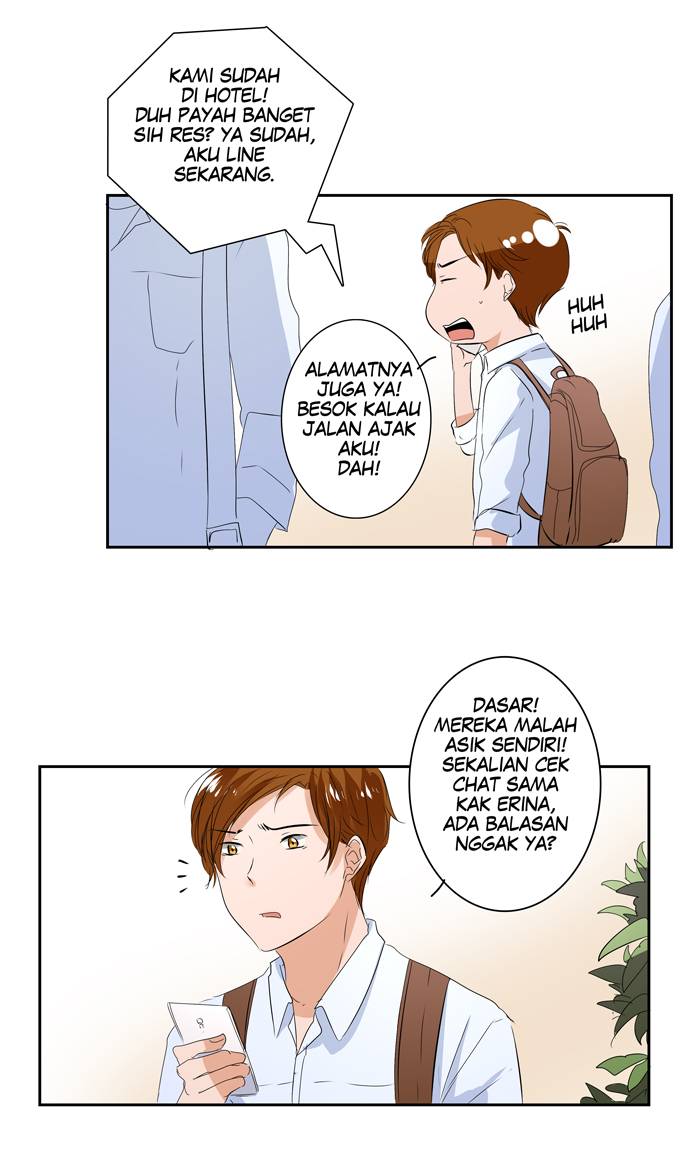 KAMI SUDAH
DI HOTEL!
DUH PAYAH BANGET
SIH RES? YA SUDAH,
AKU LINE
SEKARANG.
HUH
HUH
ALAMATNYA
JUGA YA!
BESOK KALAU
JALAN AJAK
AKU!
DAH!
DASAR!
MEREKA MALAH
ASIK SENDIRI!
SEKALIAN CEK
CHAT SAMA
KAK ERINA,
ADA BALASAN
NGGAK YA?